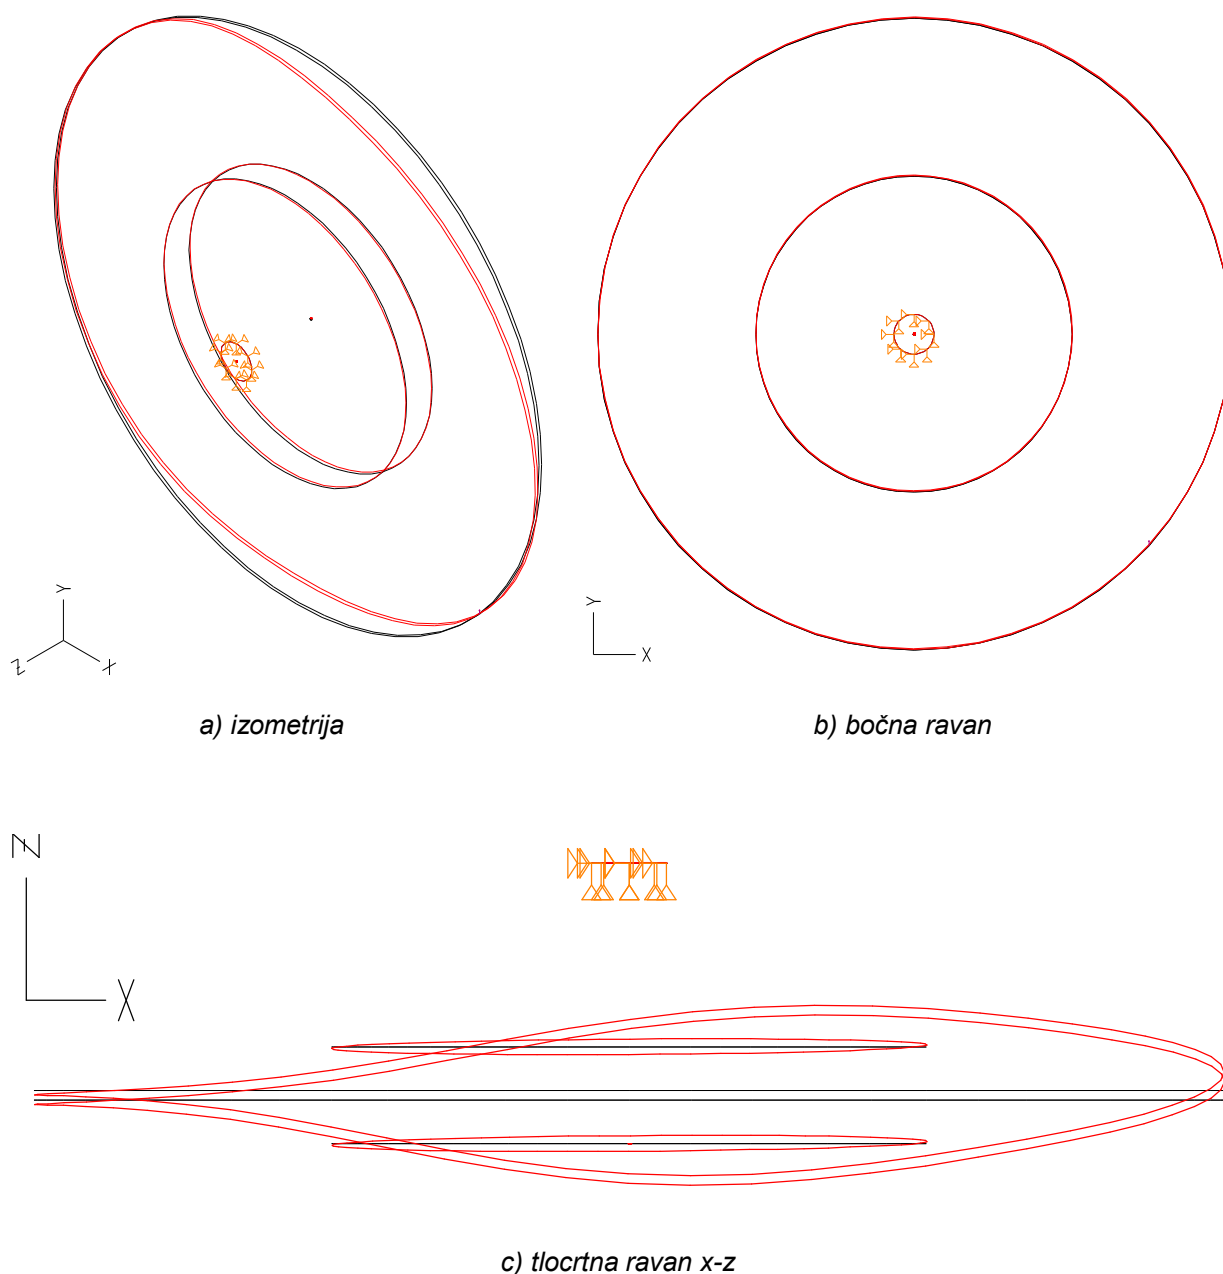 Y
Z X
a) izometrija
Y
X
b) bočna ravan
Z
X
c) tlocrtna ravan x-z